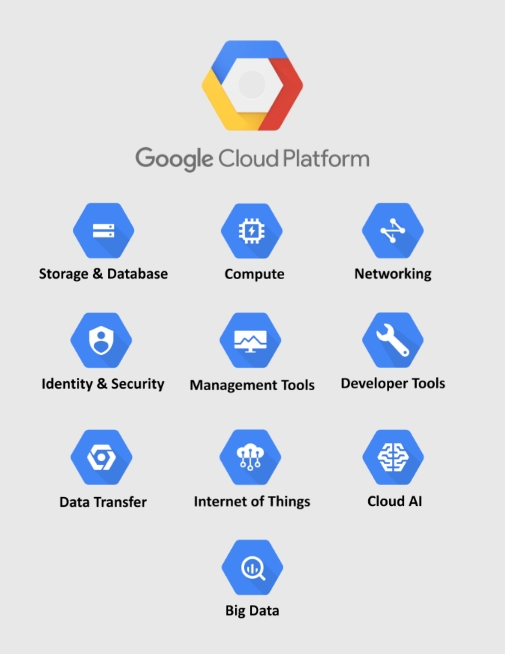 Google Cloud Platform
Storage & Database
Compute
Networking
Identity & Security
Management Tools
Developer Tools
Data Transfer
Internet of Things
Cloud AI
Big Data